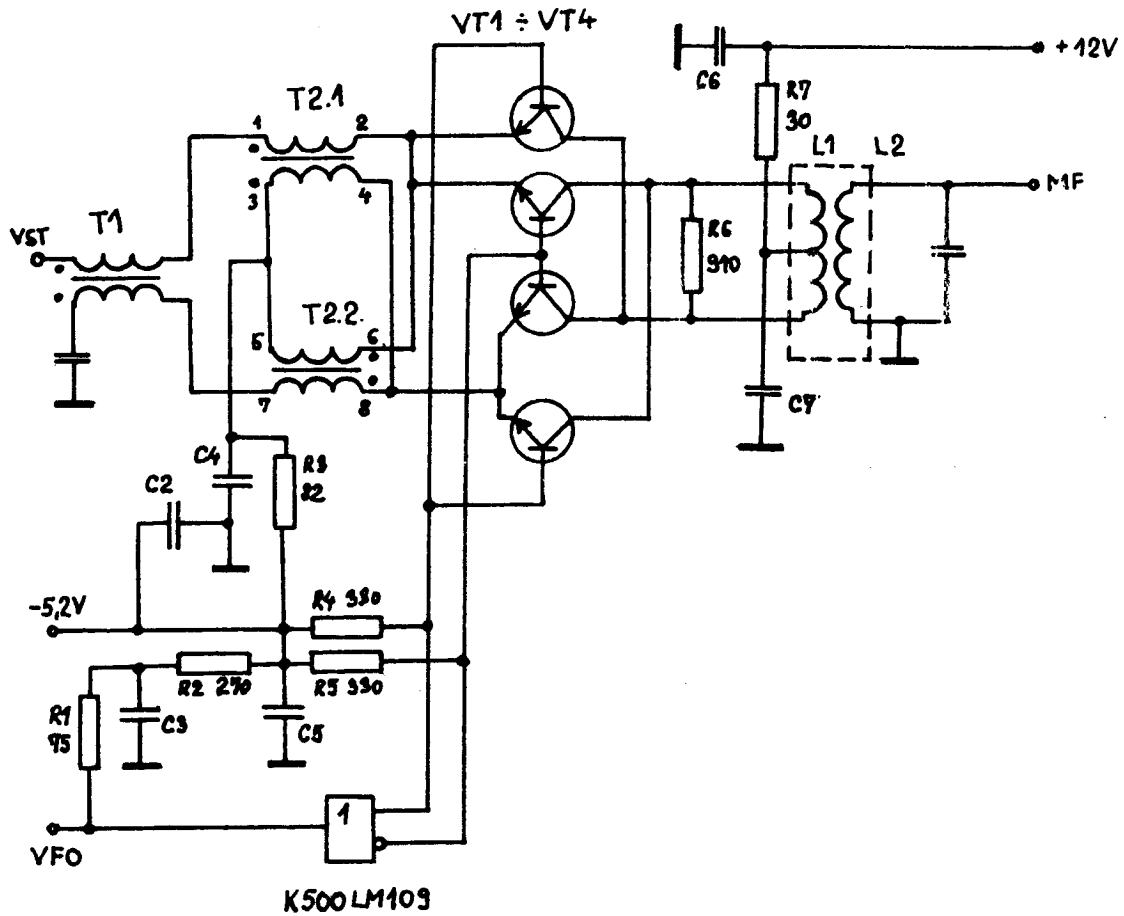 VT1 ÷ VT4
+12V
C6
R7
30
T2.1
1
2
3
4
L1
L2
MF
T1
VST
R6
910
T2.2
5
6
7
8
C7
C4
R3
22
C2
-5,2V
R4 330
R2 270
R5 330
R1
75
C3
C5
1
VFO
K500LM109